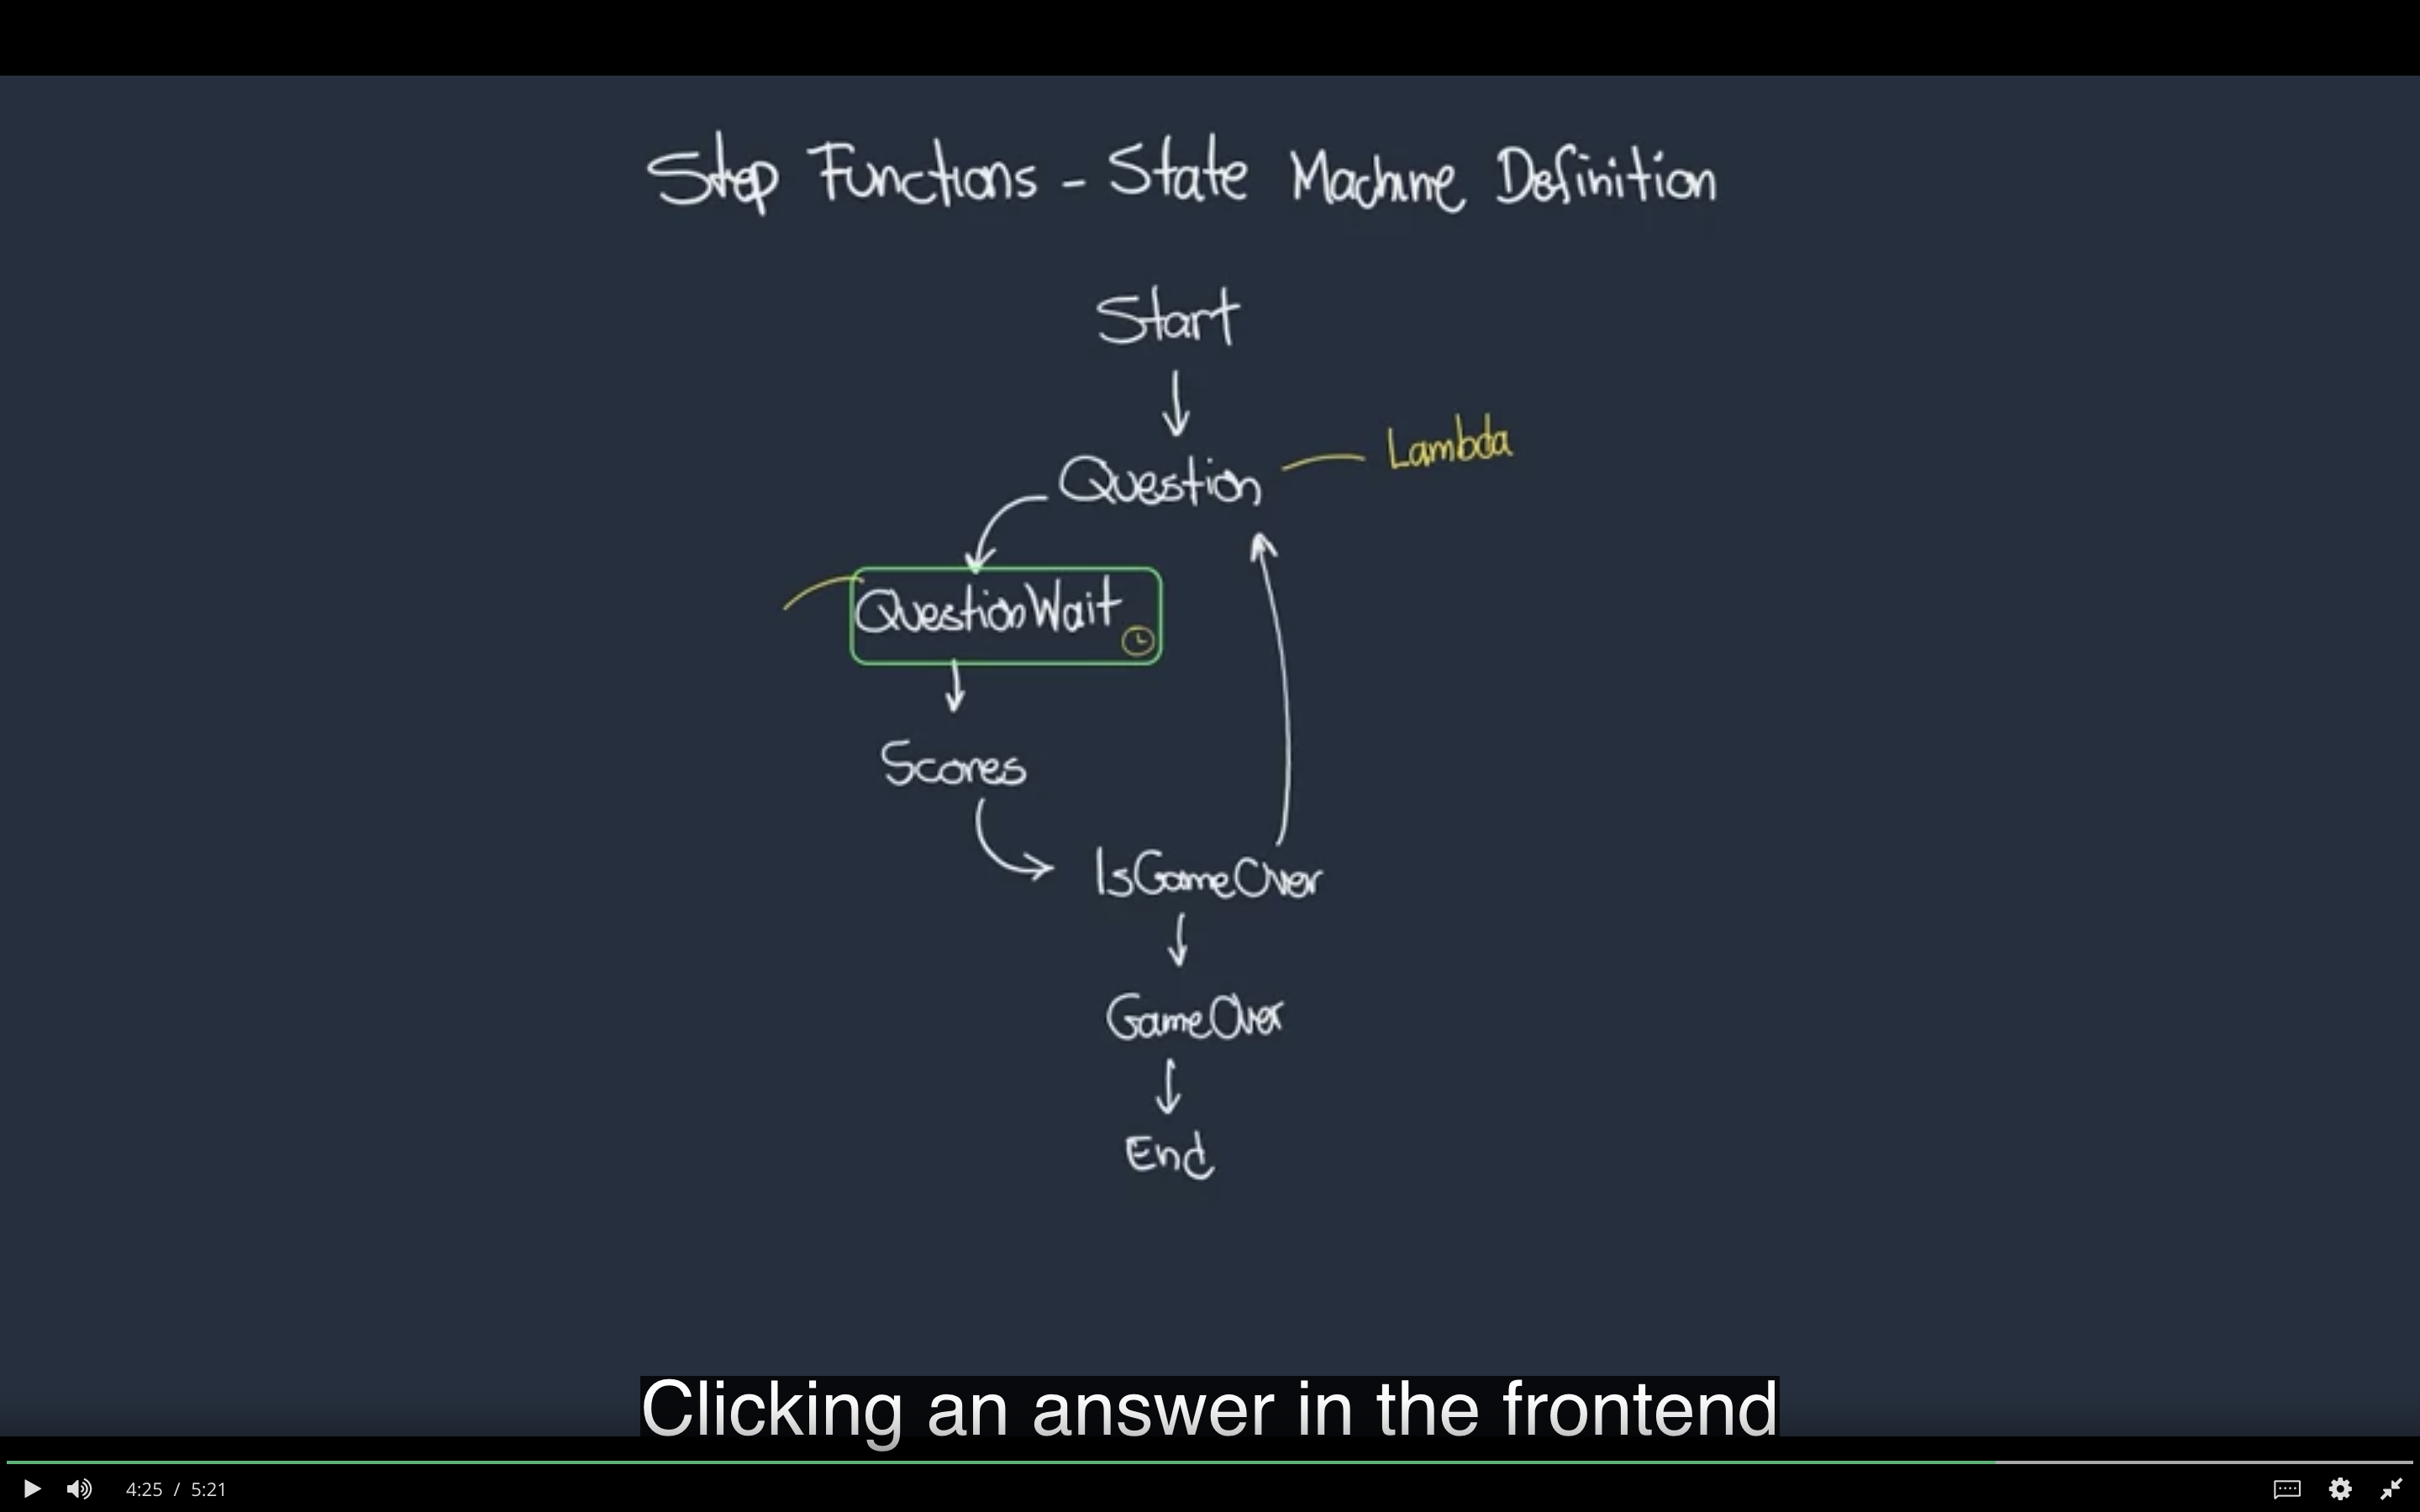 Step Functions - State Machine Definition
Start
Question
Lambda
QuestionWait
Scores
IsGameOver
GameOver
End
Clicking an answer in the frontend
4:25 / 5:21